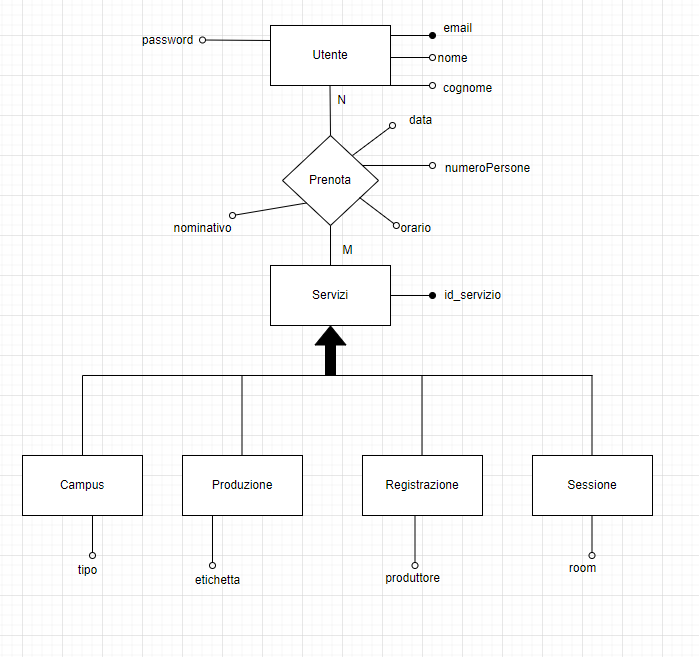 email
password
Utente
nome
cognome
N
data
numeroPersone
Prenota
nominativo
orario
M
Servizi
id_servizio
Campus
Produzione
Registrazione
Sessione
tipo
etichetta
produttore
room